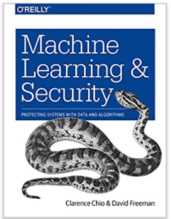 O'REILLY®
Machine
Learning &
Security
PROTECTING SYSTEMS WITH DATA AND ALGORITHMS
Clarence Chio & David Freeman